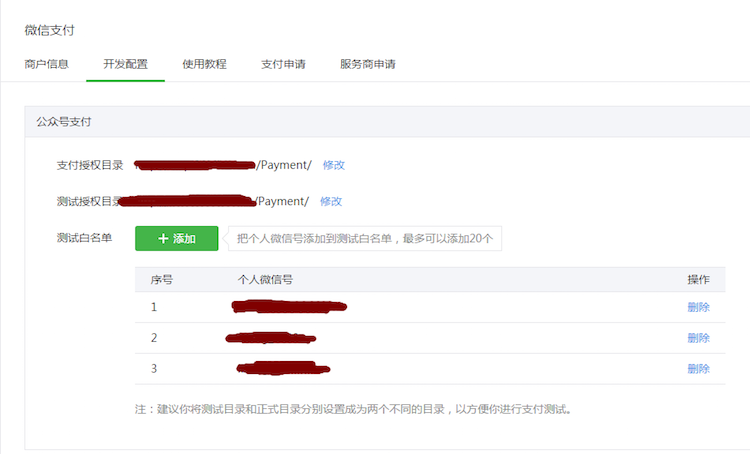 微信支付
商户信息 开发配置 使用教程 支付申请 服务商申请
公众号支付
支付授权目录 /Payment/ 修改
测试授权目录 /Payment/ 修改
测试白名单 + 添加 把个人微信号添加到测试白名单，最多可以添加20个
序号 个人微信号 操作
1 删除
2 删除
3 删除
注：建议你将测试目录和正式目录分别设置成为两个不同的目录，以方便你进行支付测试。